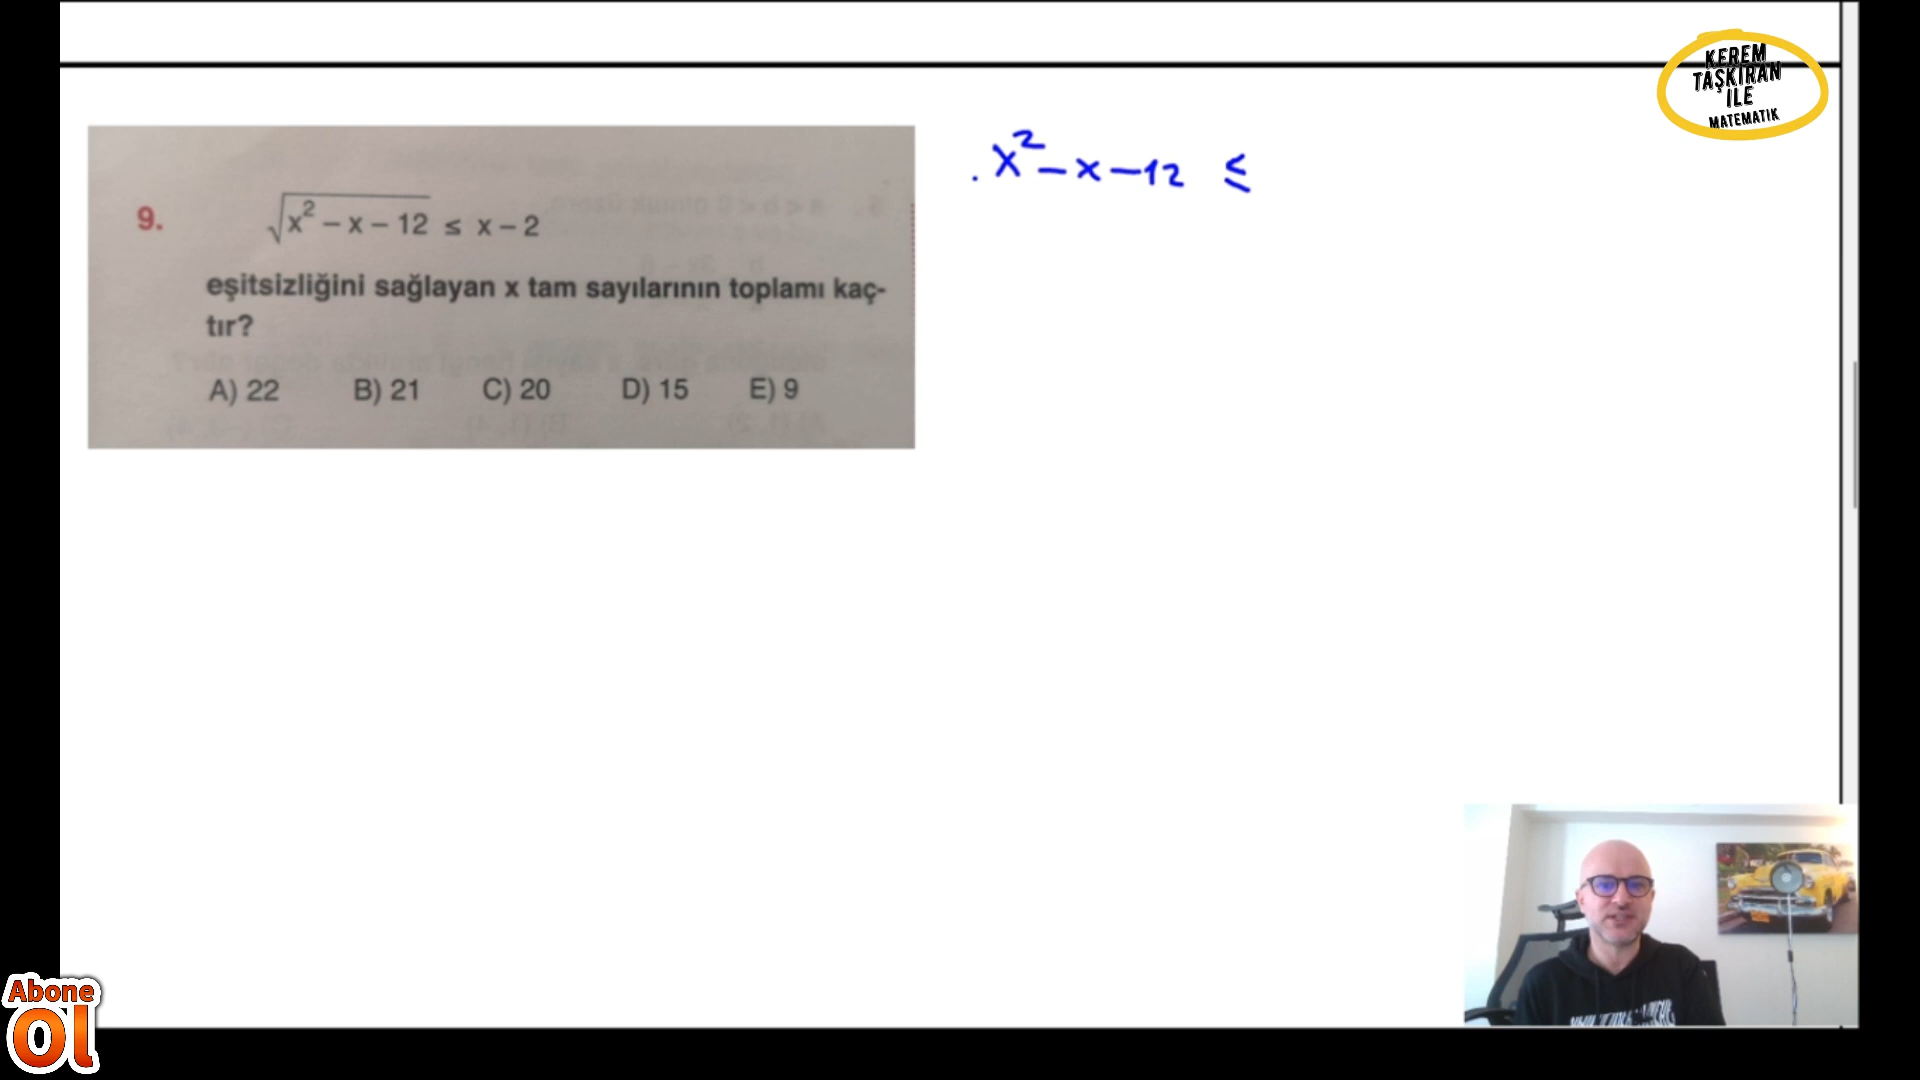 KEREM
TAŞKIRAN
İLE
MATEMATİK
9. √x² – x – 12 ≤ x – 2
eşitsizliğini sağlayan x tam sayılarının toplamı kaç-
tır?
A) 22 B) 21 C) 20 D) 15 E) 9
. x² – x – 12 ≤
Abone
Ol